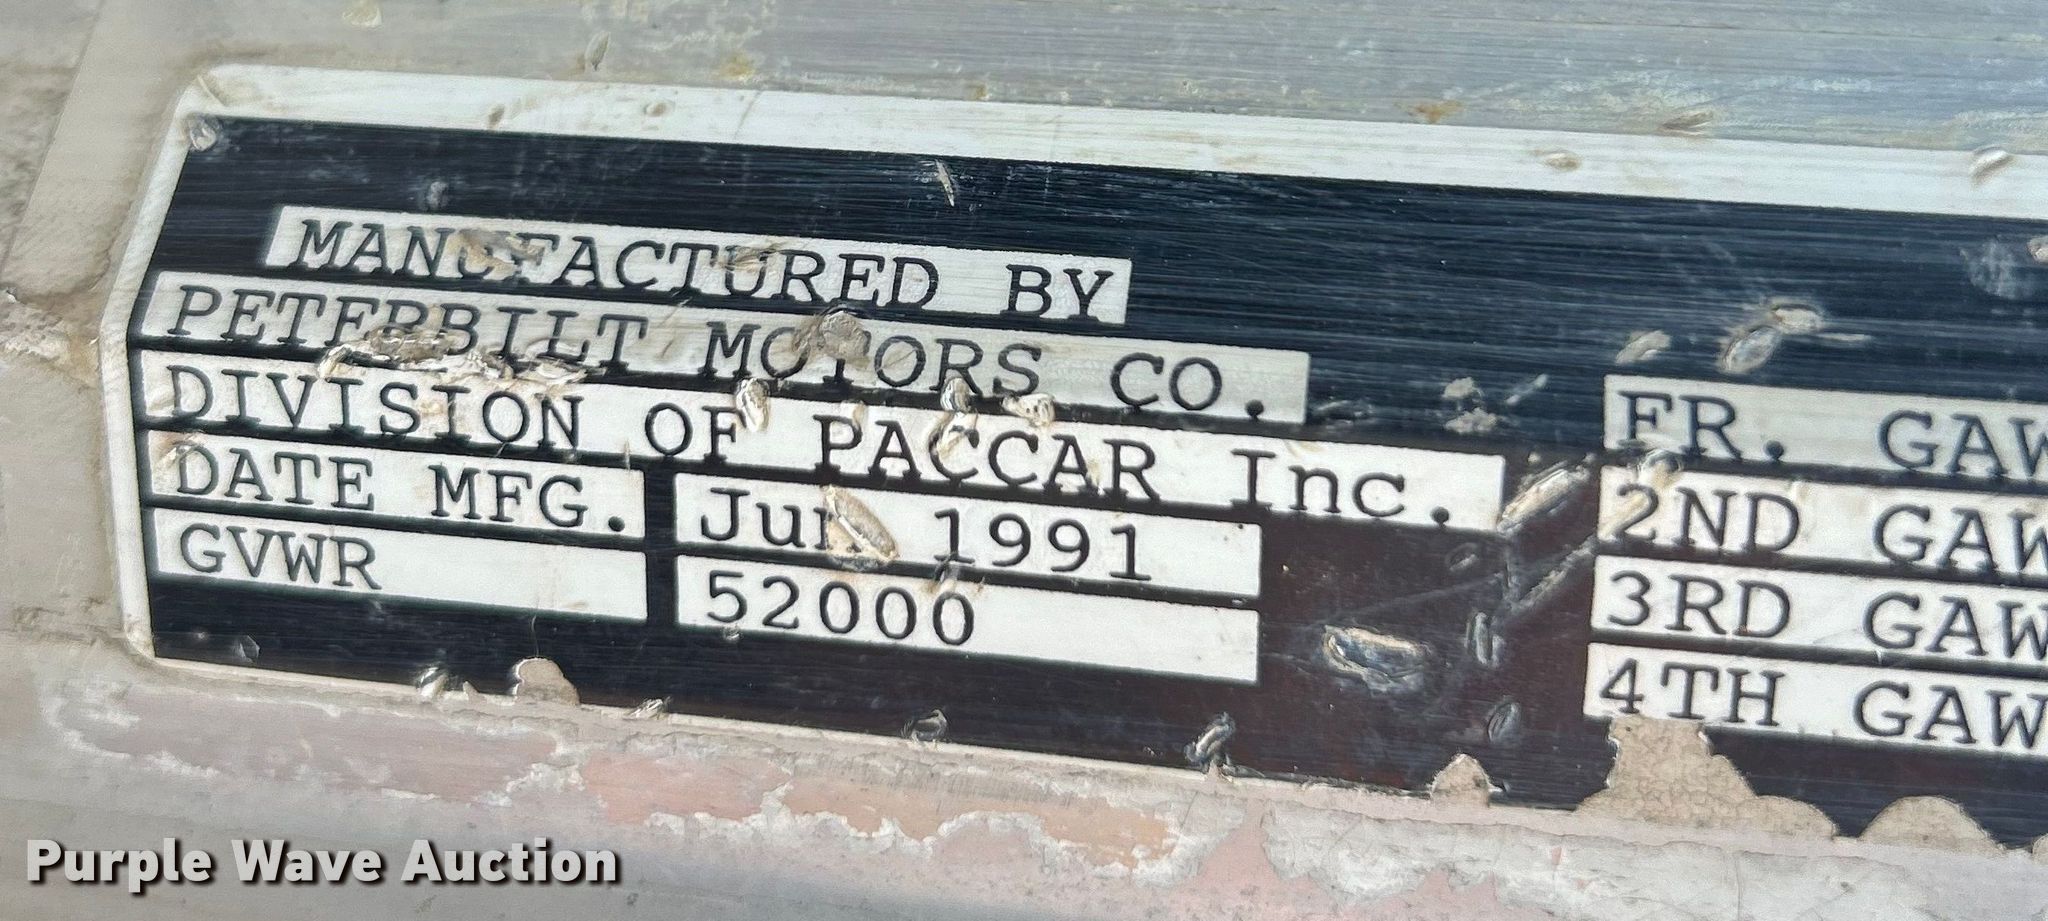 MANUFACTURED BY
PETERBILT MOTORS CO.
DIVISION OF PACCAR Inc.
DATE MFG. Jun 1991
GVWR 52000
FR. GAW
2ND GAW
3RD GAW
4TH GAW
Purple Wave Auction